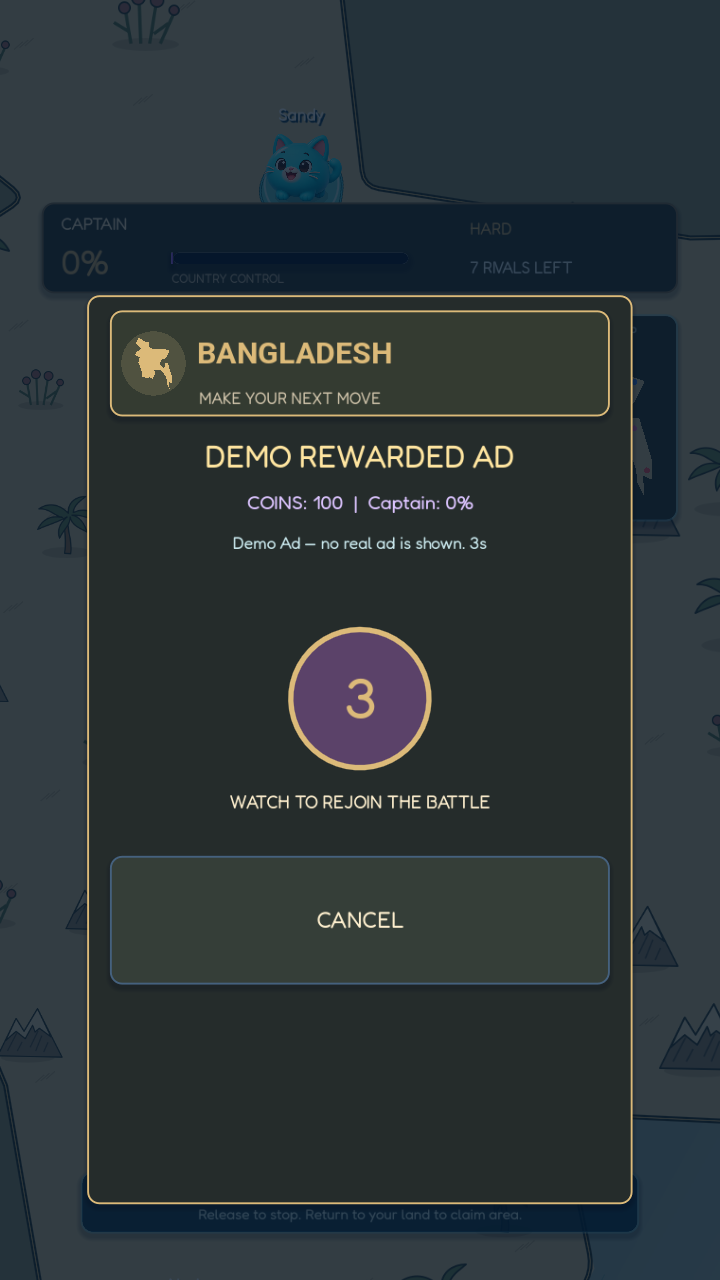 Sandy
CAPTAIN
HARD
0%
COUNTRY CONTROL
7 RIVALS LEFT
BANGLADESH
MAKE YOUR NEXT MOVE
DEMO REWARDED AD
COINS: 100 | Captain: 0%
Demo Ad – no real ad is shown. 3s
3
WATCH TO REJOIN THE BATTLE
CANCEL
Release to stop. Return to your land to claim area.